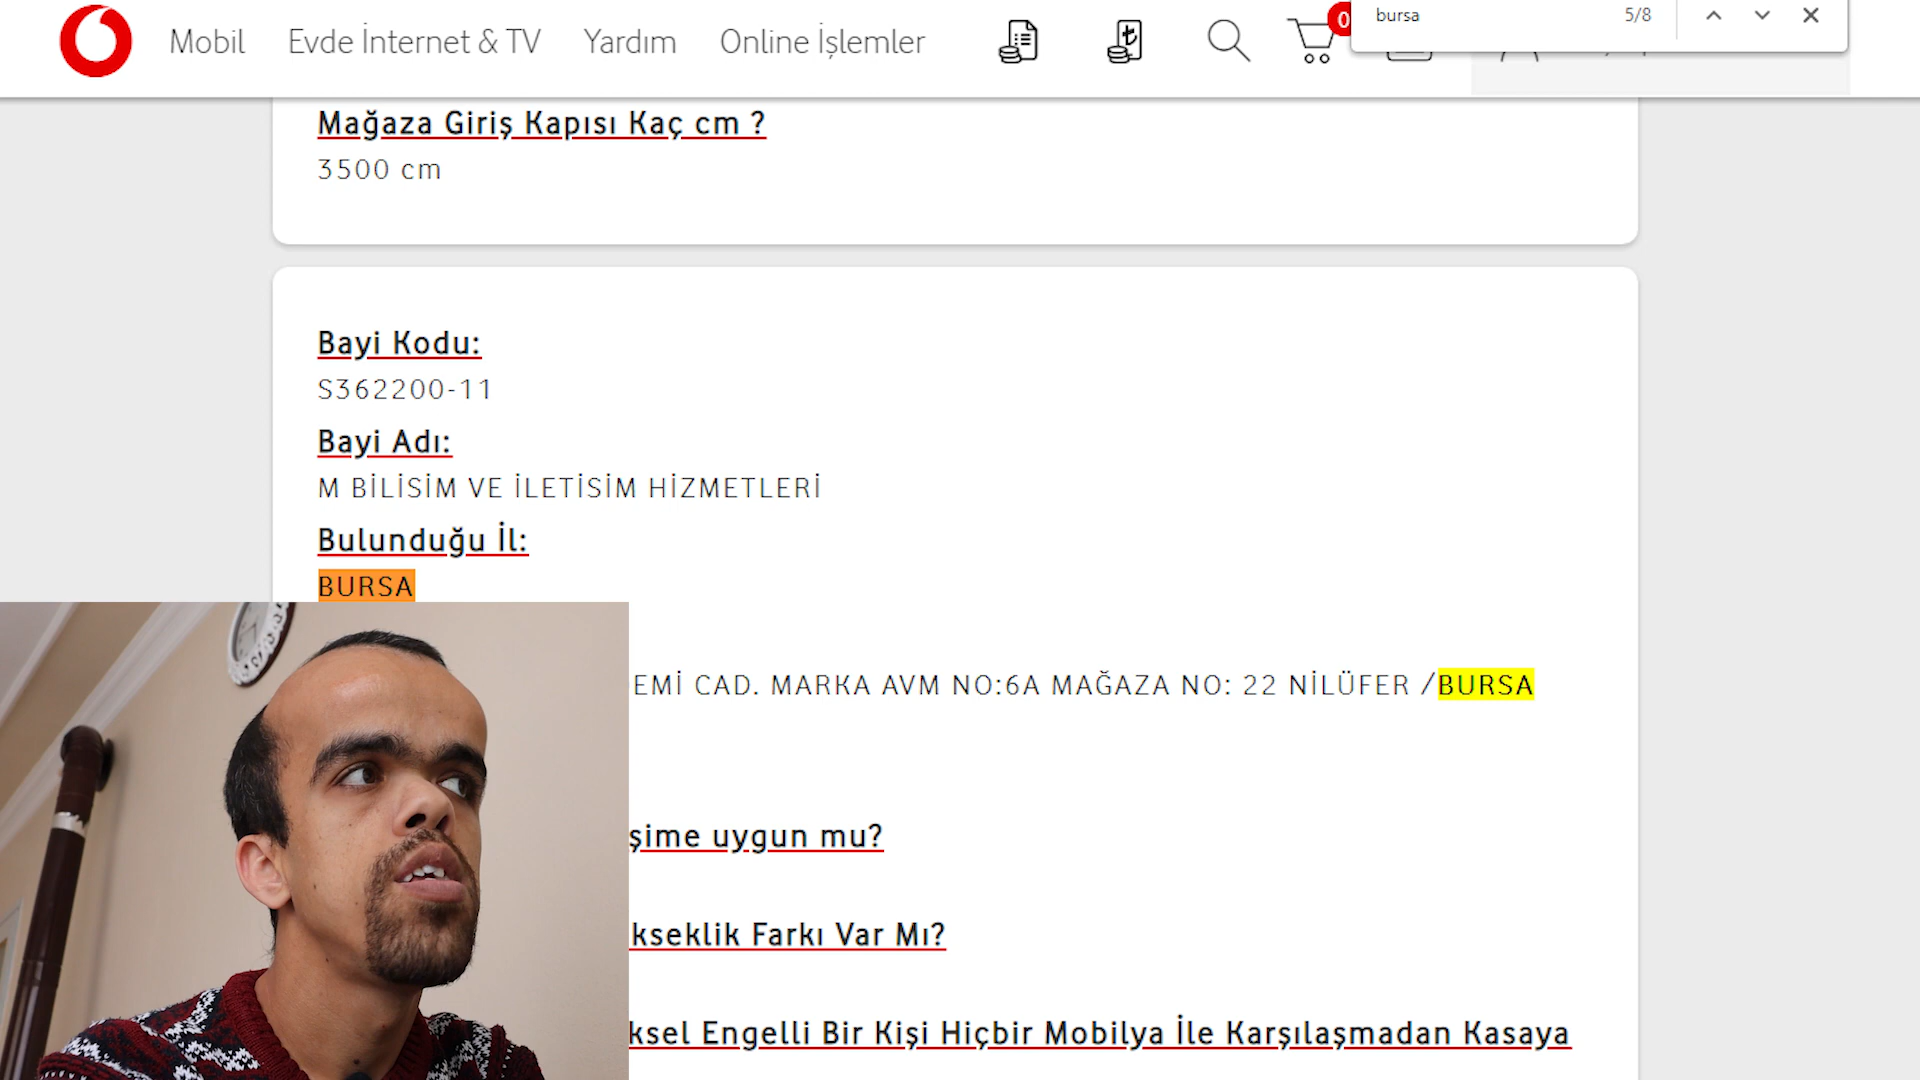 Mobil Evde İnternet & TV Yardım Online İşlemler 0 bursa 5/8
Mağaza Giriş Kapısı Kaç cm ?
3500 cm
Bayi Kodu:
S362200-11
Bayi Adı:
M BİLİSİM VE İLETİSİM HİZMETLERİ
Bulunduğu İl:
BURSA
EMİ CAD. MARKA AVM NO:6A MAĞAZA NO: 22 NİLÜFER /BURSA
şime uygun mu?
kseklik Farkı Var Mı?
ksel Engelli Bir Kişi Hiçbir Mobilya İle Karşılaşmadan Kasaya